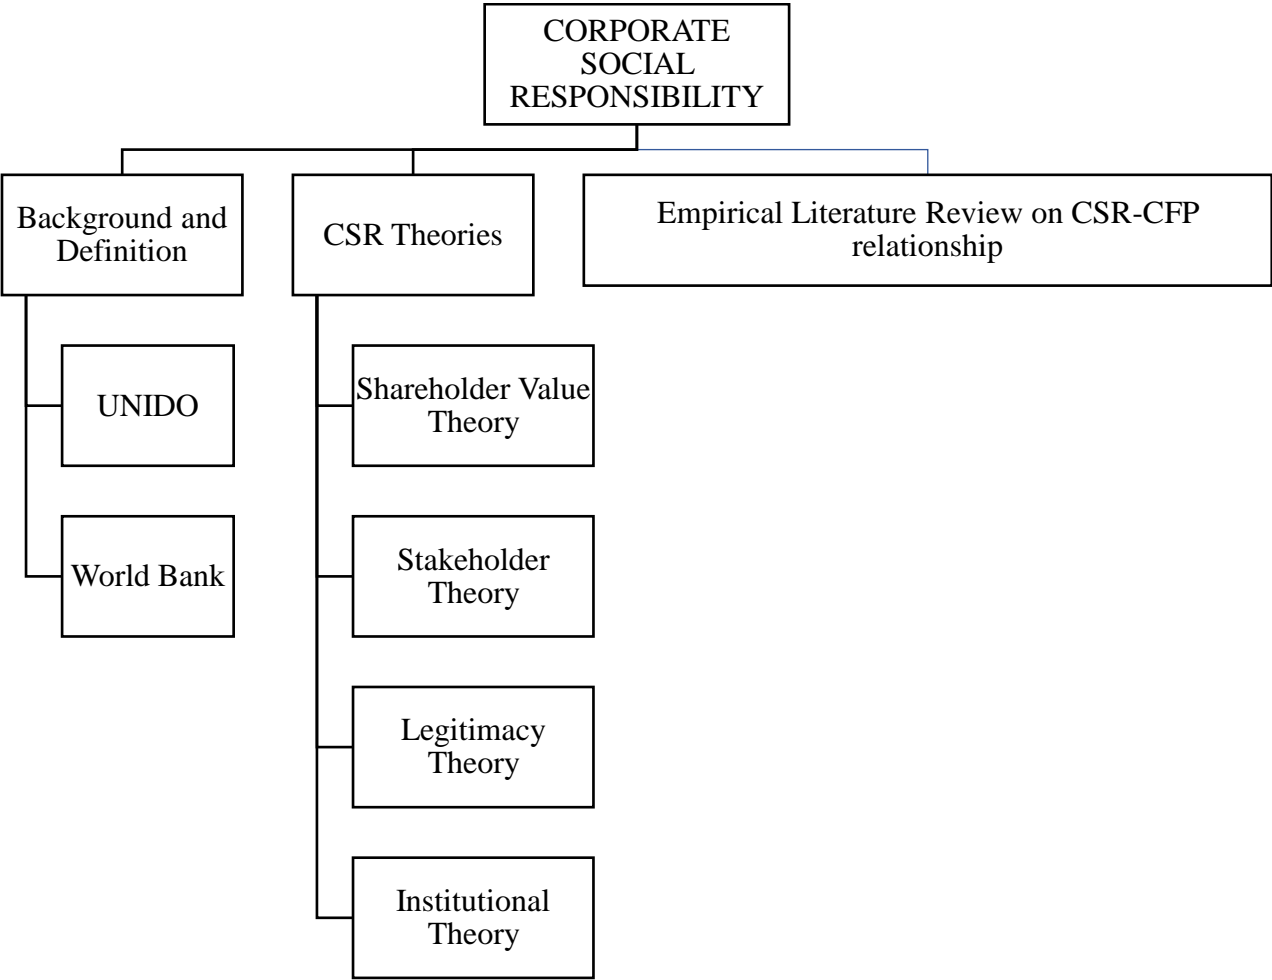 CORPORATE
SOCIAL
RESPONSIBILITY
Background and
Definition
UNIDO
World Bank
CSR Theories
Shareholder Value
Theory
Stakeholder
Theory
Legitimacy
Theory
Institutional
Theory
Empirical Literature Review on CSR-CFP
relationship